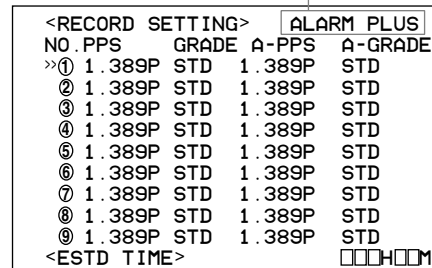 <RECORD SETTING> ALARM PLUS
NO.PPS GRADE A-PPS A-GRADE
»① 1.389P STD 1.389P STD
② 1.389P STD 1.389P STD
③ 1.389P STD 1.389P STD
④ 1.389P STD 1.389P STD
⑤ 1.389P STD 1.389P STD
⑥ 1.389P STD 1.389P STD
⑦ 1.389P STD 1.389P STD
⑧ 1.389P STD 1.389P STD
⑨ 1.389P STD 1.389P STD
<ESTD TIME> □□□H□□M